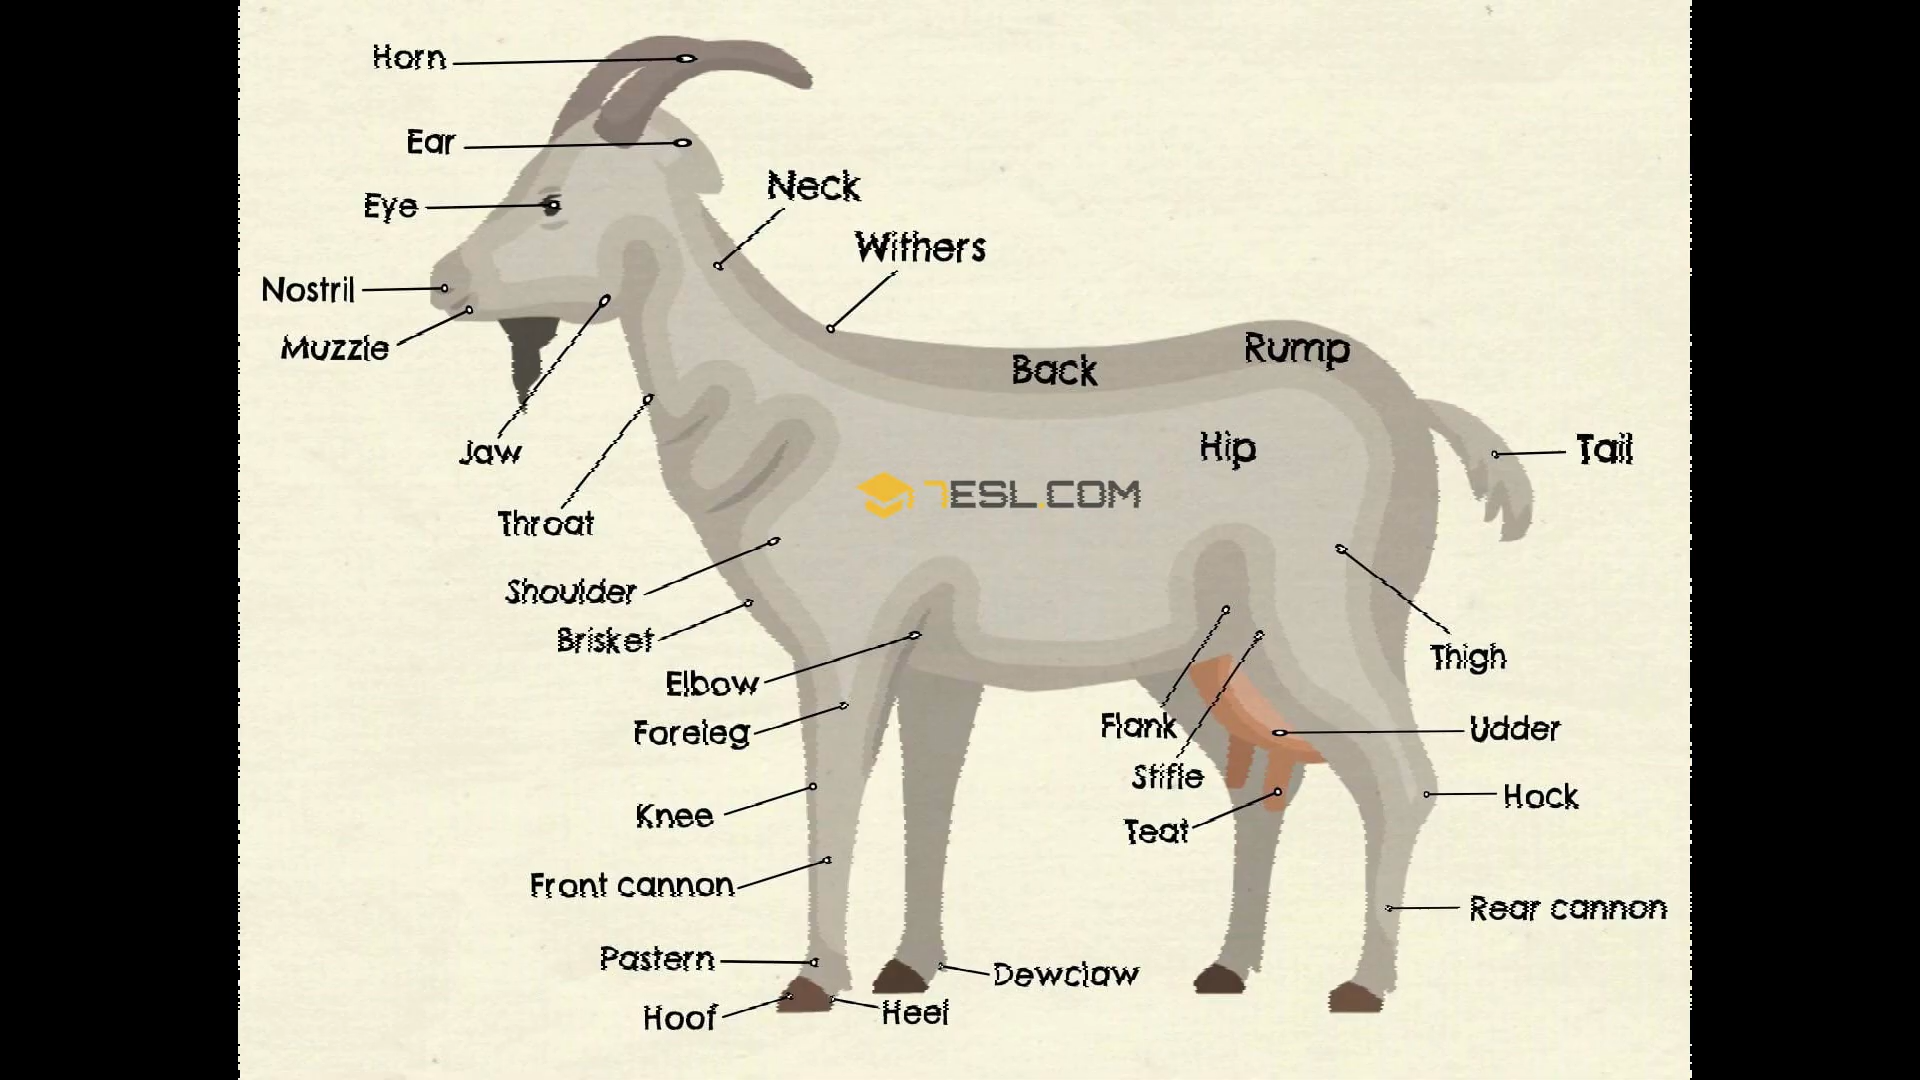 Horn
Ear
Eye
Neck
Withers
Nostril
Muzzle
Back
Rump
Jaw
Hip
Tail
7ESL.COM
Throat
Shoulder
Brisket
Thigh
Elbow
Foreleg
Flank
Udder
Stifle
Hock
Knee
Teat
Front cannon
Rear cannon
Pastern
Dewclaw
Hoof
Heel